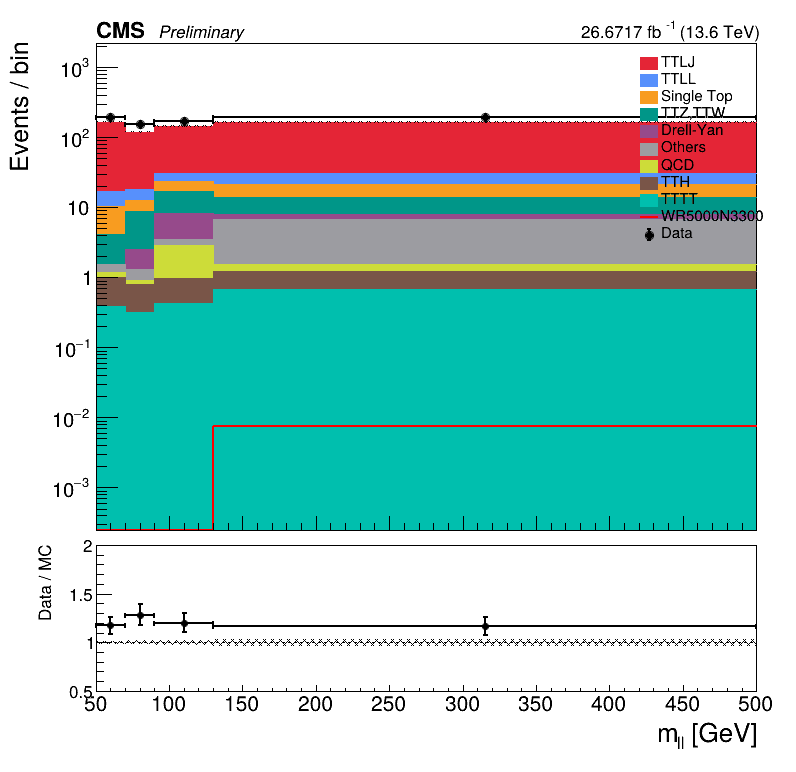 CMS Preliminary 26.6717 fb⁻¹ (13.6 TeV)
Events / bin
10³
10²
10
1
10⁻¹
10⁻²
10⁻³
TTLJ
TTLL
Single Top
TTZ,TTW
Drell-Yan
Others
QCD
TTH
TTTT
WR5000N3300
Data
Data / MC
2
1.5
1
0.5
50 100 150 200 250 300 350 400 450 500
m_ll [GeV]